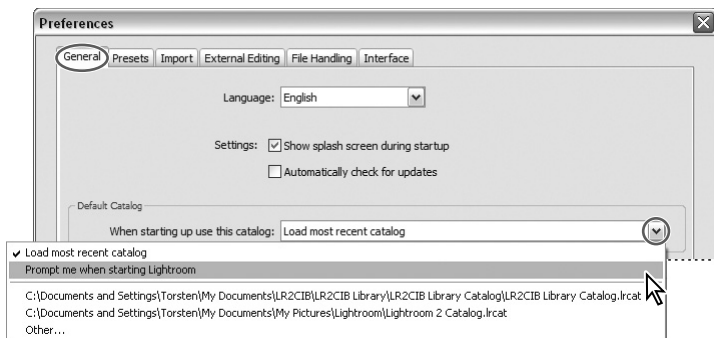 Preferences
General Presets Import External Editing File Handling Interface
Language: English
Settings: Show splash screen during startup
Automatically check for updates
Default Catalog
When starting up use this catalog: Load most recent catalog
Load most recent catalog
Prompt me when starting Lightroom
C:\Documents and Settings\Torsten\My Documents\LR2CIB\LR2CIB Library\LR2CIB Library Catalog\LR2CIB Library Catalog.lrcat
C:\Documents and Settings\Torsten\My Documents\My Pictures\Lightroom\Lightroom 2 Catalog.lrcat
Other...